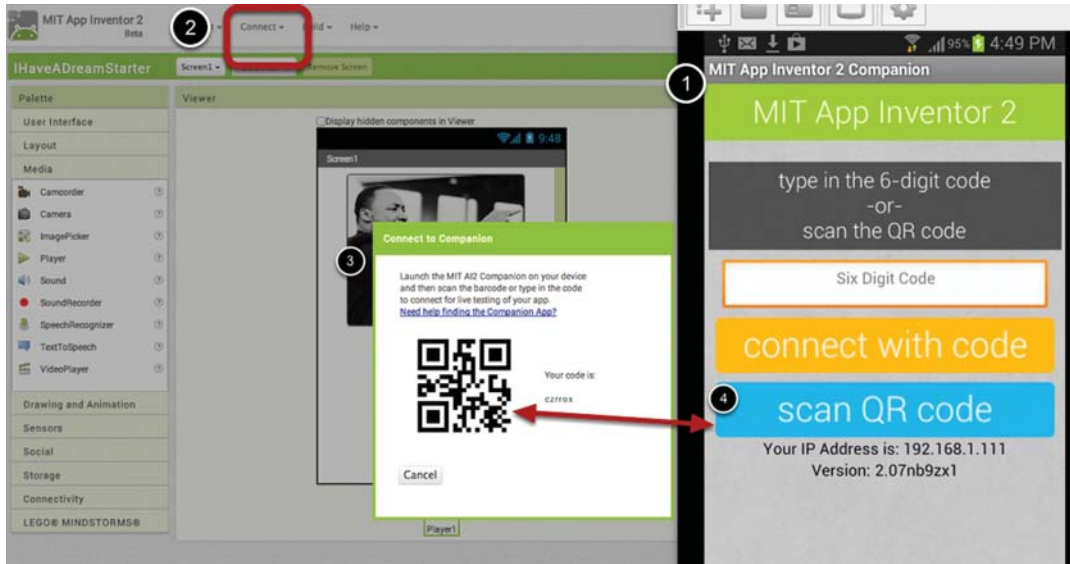 MIT App Inventor 2
Beta
2
Connect
Help
IHaveADreamStarter
Screen1
Remove Screen
Palette
Viewer
User Interface
Layout
Media
Camcorder
Camera
ImagePicker
Player
Sound
SoundRecorder
SpeechRecognizer
TextToSpeech
VideoPlayer
Drawing and Animation
Sensors
Social
Storage
Connectivity
LEGO® MINDSTORMS®
Display hidden components in Viewer
9:48
Screen1
3
Connect to Companion
Launch the MIT AI2 Companion on your device
and then scan the barcode or type in the code
to connect for live testing of your app.
Need help finding the Companion App?
Your code is:
czrrox
Cancel
Player1
95% 4:49 PM
1
MIT App Inventor 2 Companion
MIT App Inventor 2
type in the 6-digit code
-or-
scan the QR code
Six Digit Code
connect with code
4
scan QR code
Your IP Address is: 192.168.1.111
Version: 2.07nb9zx1